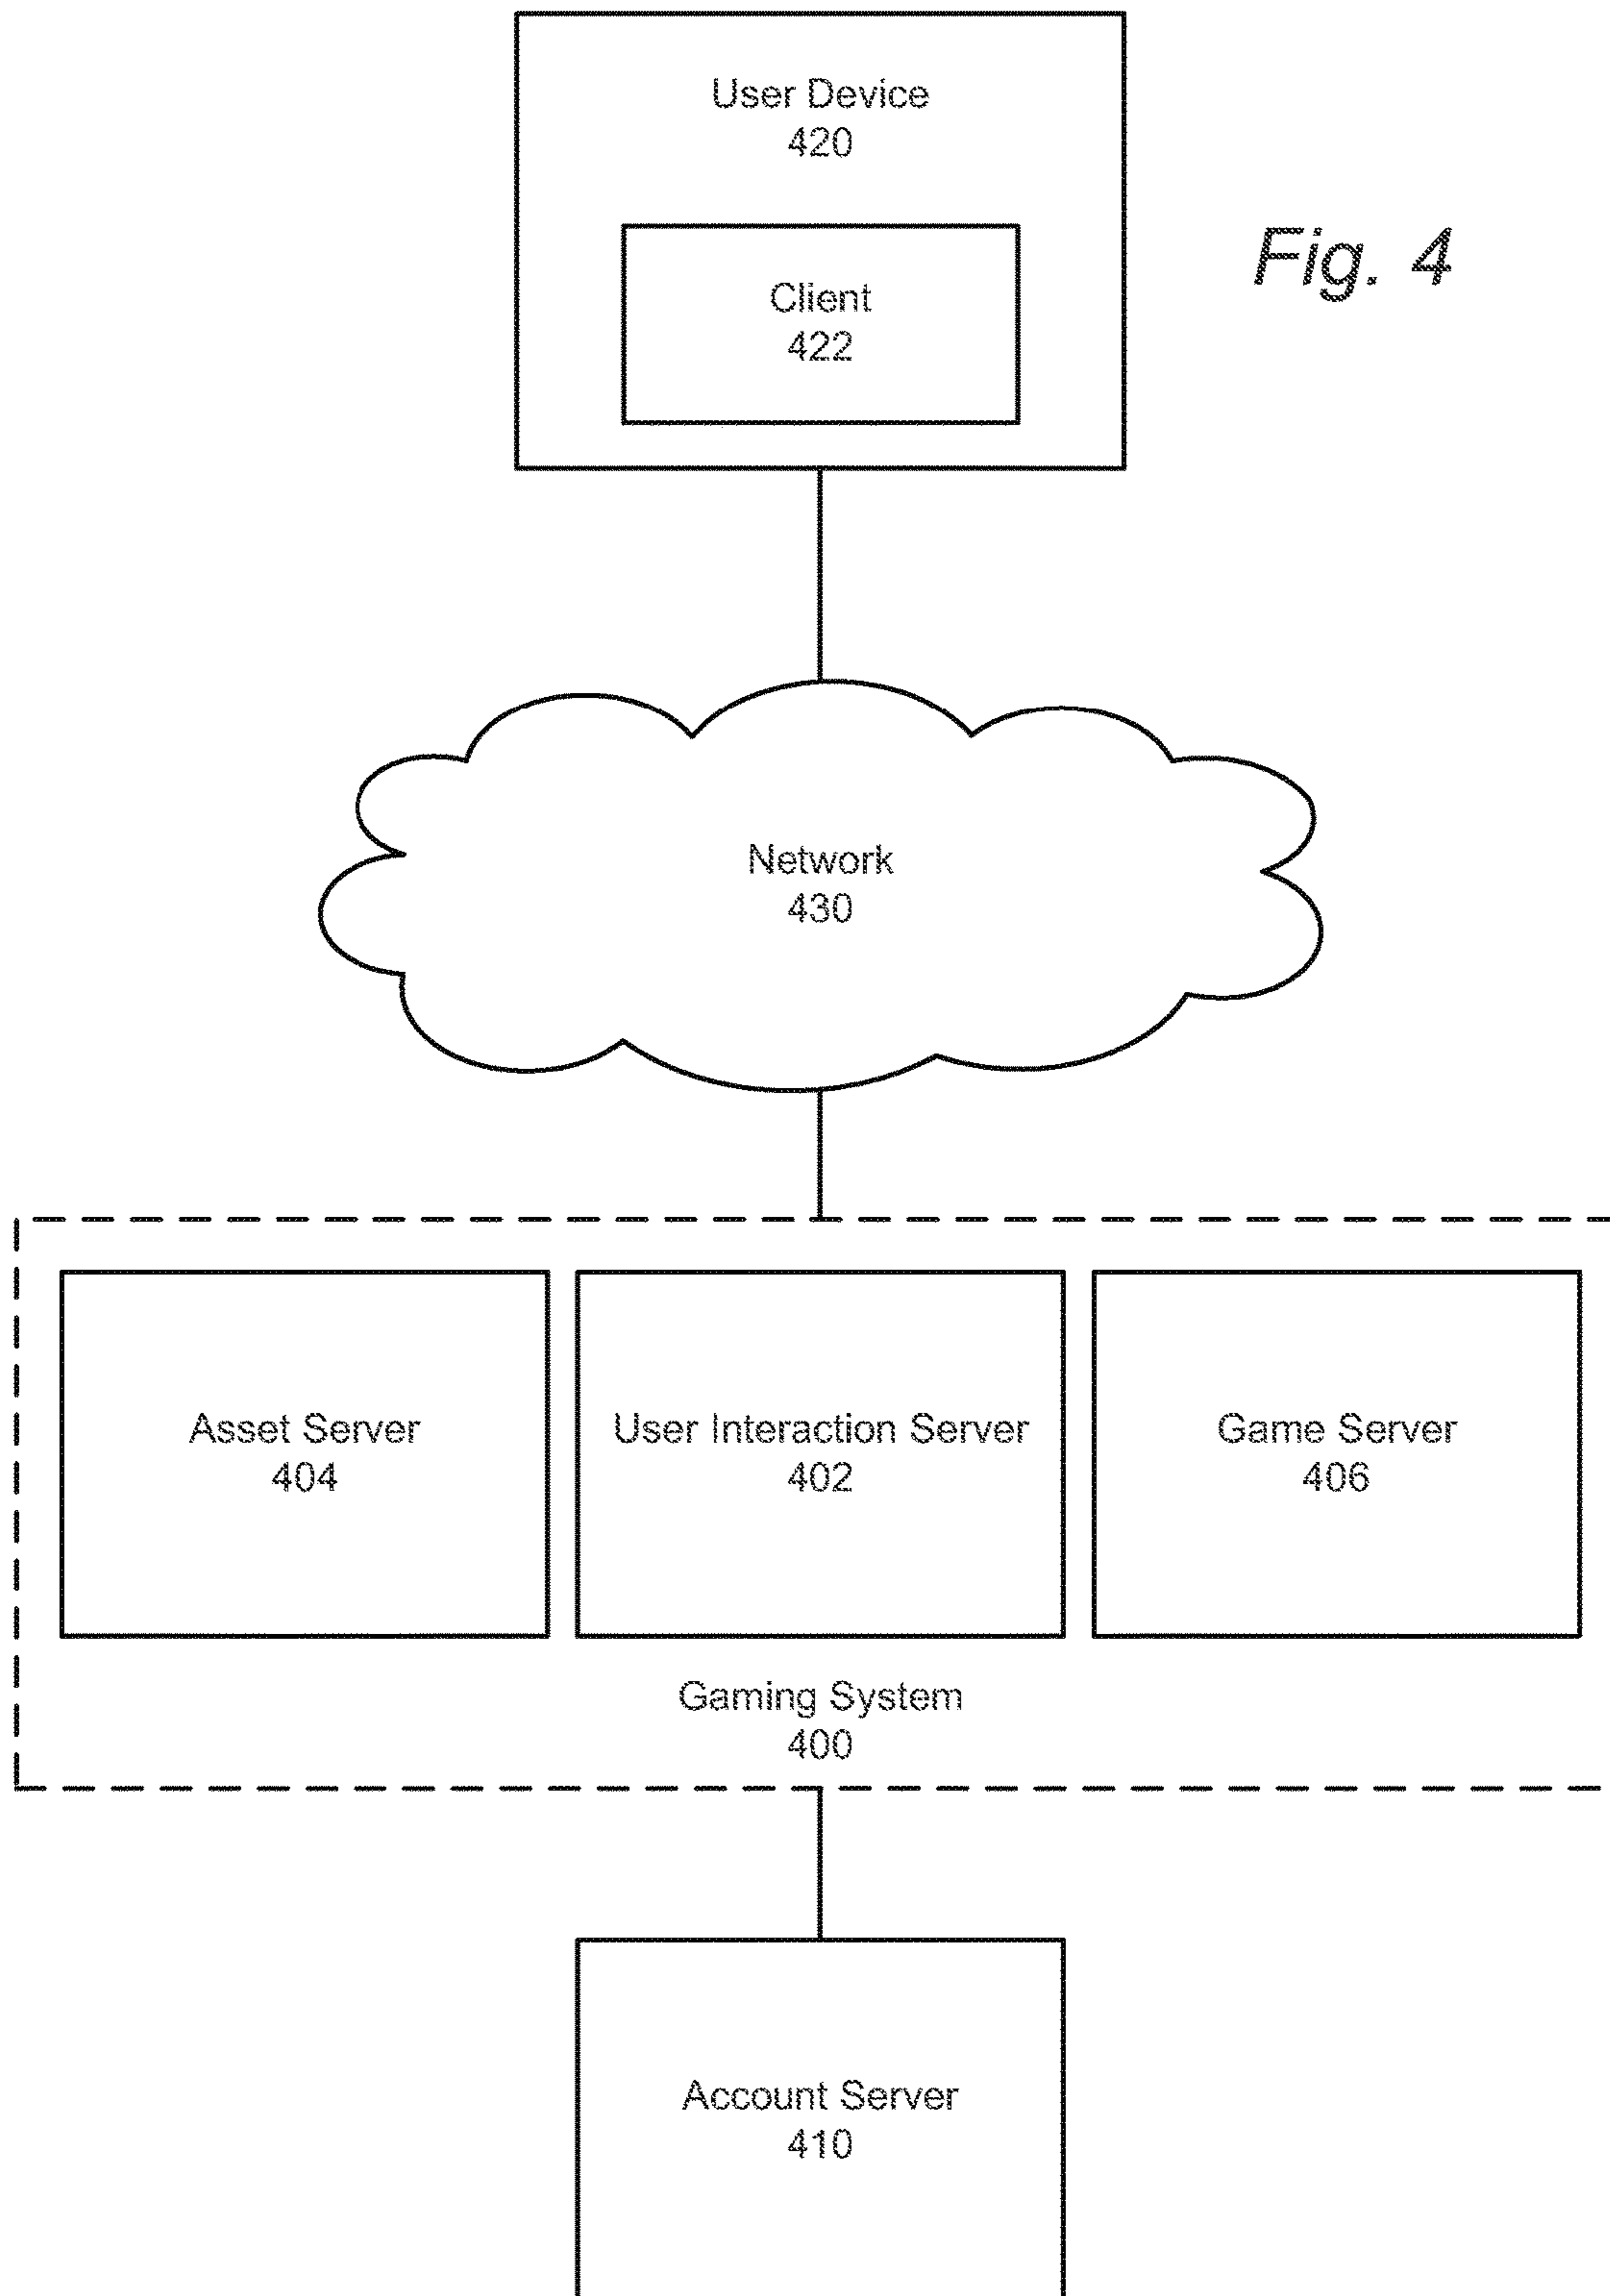 User Device
420
Fig. 4
Client
422
Network
430
Asset Server
404
User Interaction Server
402
Game Server
406
Gaming System
400
Account Server
410